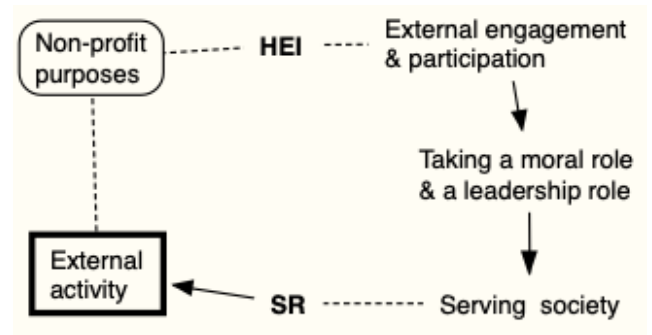 Non-profit
purposes
HEI
External engagement
& participation
Taking a moral role
& a leadership role
External
activity
SR
Serving society